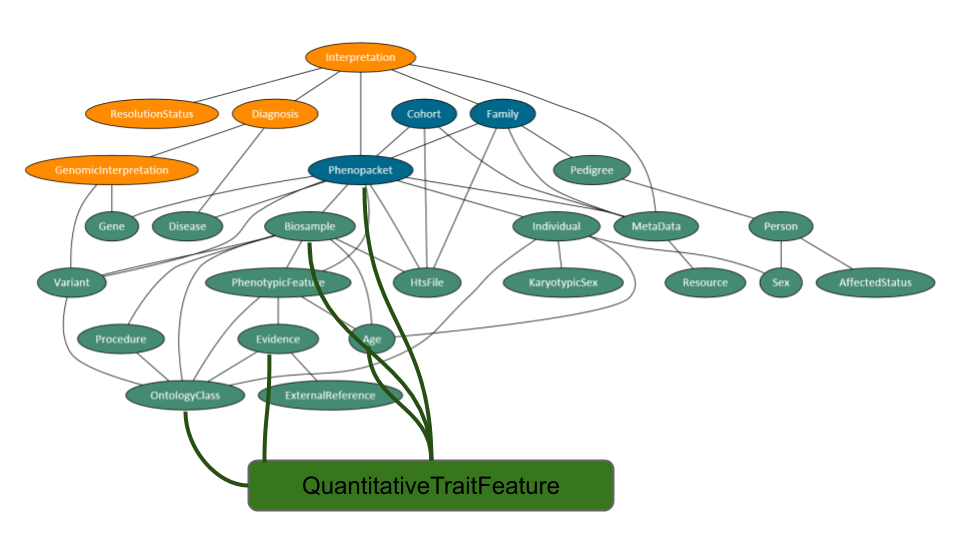 Interpretation
ResolutionStatus
Diagnosis
Cohort
Family
GenomicInterpretation
Phenopacket
Pedigree
Gene
Disease
Biosample
Individual
MetaData
Person
Variant
PhenotypicFeature
HtsFile
KaryotypicSex
Resource
Sex
AffectedStatus
Procedure
Evidence
Age
OntologyClass
ExternalReference
QuantitativeTraitFeature